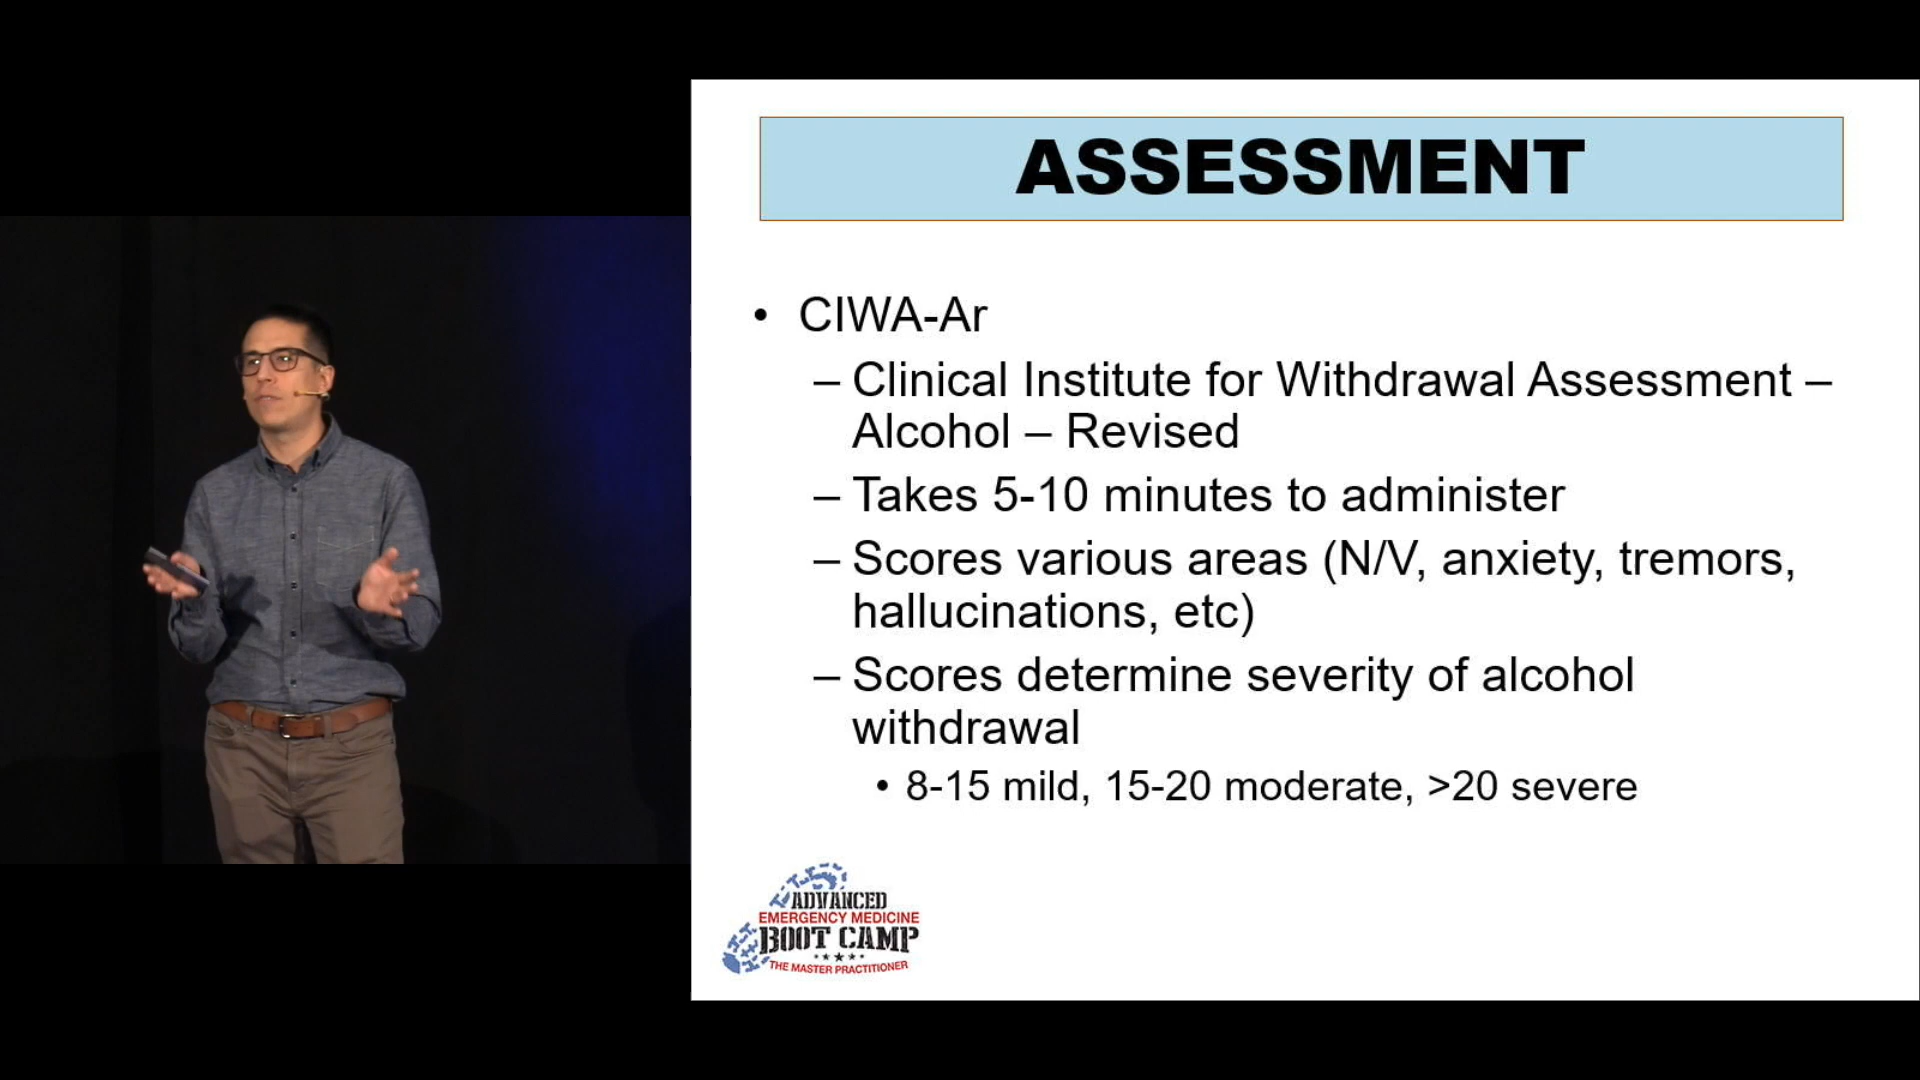 ASSESSMENT
• CIWA-Ar
– Clinical Institute for Withdrawal Assessment –
Alcohol – Revised
– Takes 5-10 minutes to administer
– Scores various areas (N/V, anxiety, tremors,
hallucinations, etc)
– Scores determine severity of alcohol
withdrawal
• 8-15 mild, 15-20 moderate, >20 severe
ADVANCED
EMERGENCY MEDICINE
BOOT CAMP
THE MASTER PRACTITIONER